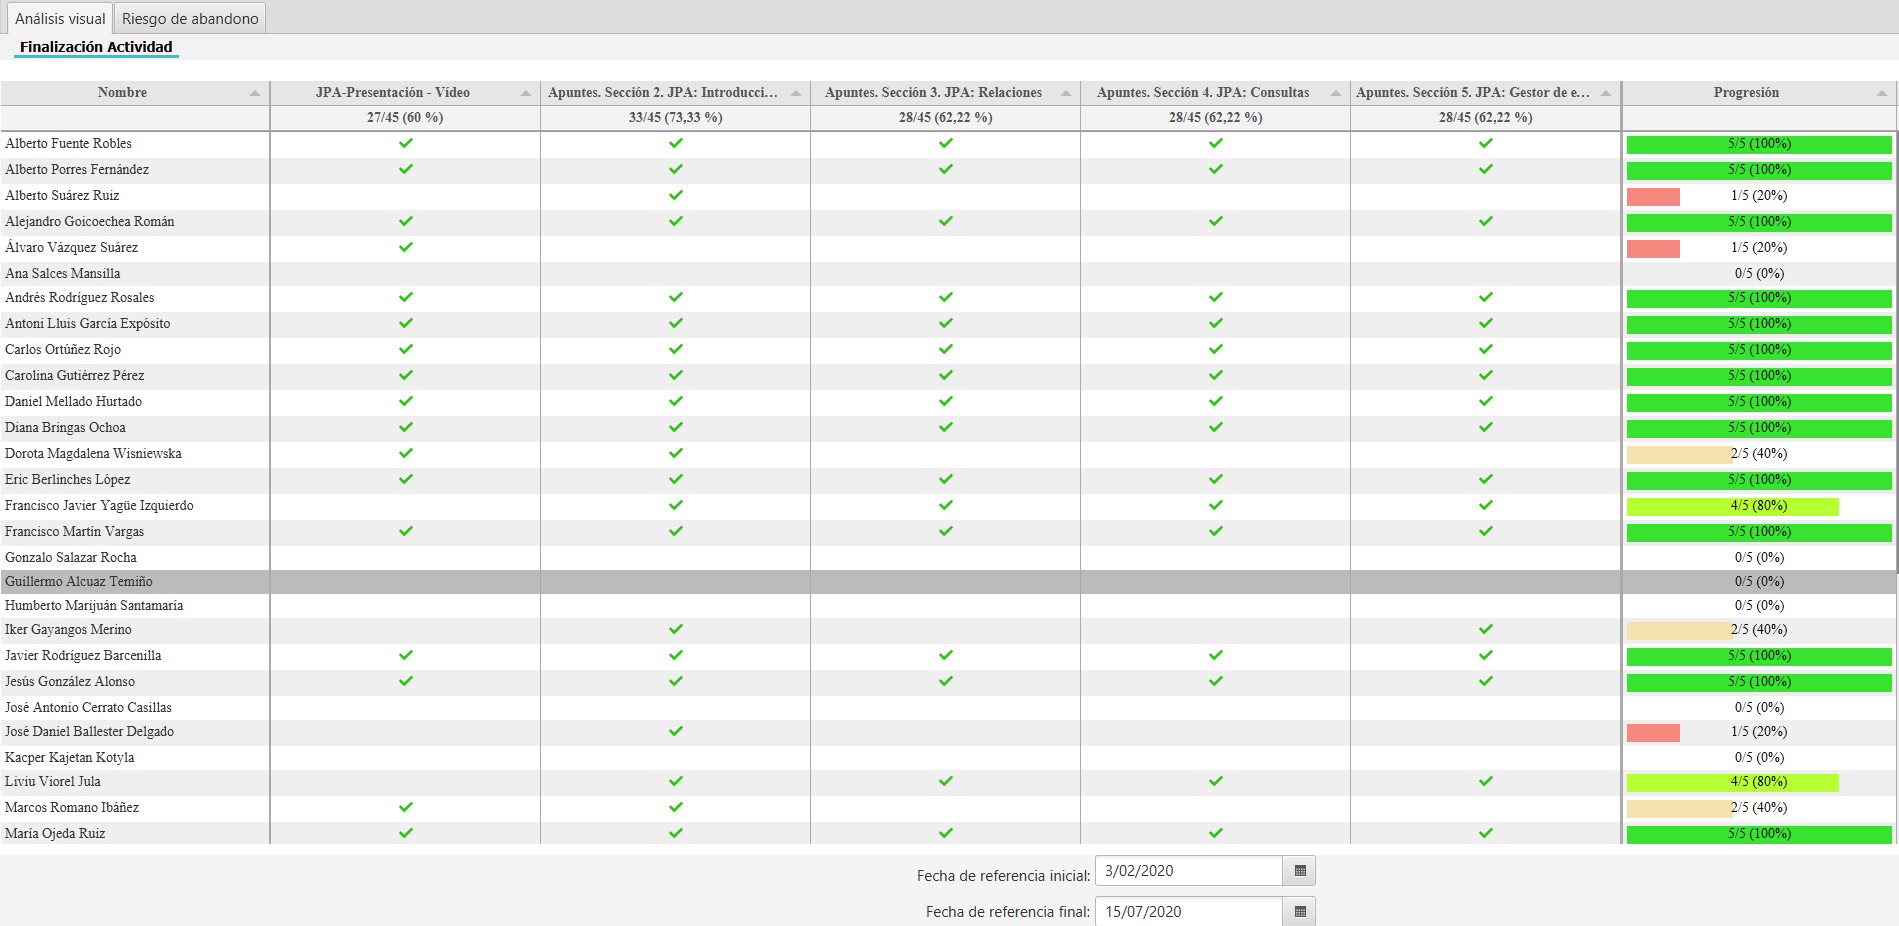 Análisis visual Riesgo de abandono
Finalización Actividad
Nombre JPA-Presentación - Vídeo Apuntes. Sección 2. JPA: Introducci... Apuntes. Sección 3. JPA: Relaciones Apuntes. Sección 4. JPA: Consultas Apuntes. Sección 5. JPA: Gestor de e... Progresión
27/45 (60 %) 33/45 (73,33 %) 28/45 (62,22 %) 28/45 (62,22 %) 28/45 (62,22 %)
Alberto Fuente Robles 5/5 (100%)
Alberto Porres Fernández 5/5 (100%)
Alberto Suárez Ruiz 1/5 (20%)
Alejandro Goicoechea Román 5/5 (100%)
Álvaro Vázquez Suárez 1/5 (20%)
Ana Salces Mansilla 0/5 (0%)
Andrés Rodríguez Rosales 5/5 (100%)
Antoni Lluis García Expósito 5/5 (100%)
Carlos Ortúñez Rojo 5/5 (100%)
Carolina Gutiérrez Pérez 5/5 (100%)
Daniel Mellado Hurtado 5/5 (100%)
Diana Bringas Ochoa 5/5 (100%)
Dorota Magdalena Wisniewska 2/5 (40%)
Eric Berlinches López 5/5 (100%)
Francisco Javier Yagüe Izquierdo 4/5 (80%)
Francisco Martín Vargas 5/5 (100%)
Gonzalo Salazar Rocha 0/5 (0%)
Guillermo Alcuaz Temiño 0/5 (0%)
Humberto Marijuán Santamaría 0/5 (0%)
Iker Gayangos Merino 2/5 (40%)
Javier Rodríguez Barcenilla 5/5 (100%)
Jesús González Alonso 5/5 (100%)
José Antonio Cerrato Casillas 0/5 (0%)
José Daniel Ballester Delgado 1/5 (20%)
Kacper Kajetan Kotyla 0/5 (0%)
Liviu Viorel Jula 4/5 (80%)
Marcos Romano Ibáñez 2/5 (40%)
María Ojeda Ruiz 5/5 (100%)
Fecha de referencia inicial: 3/02/2020
Fecha de referencia final: 15/07/2020